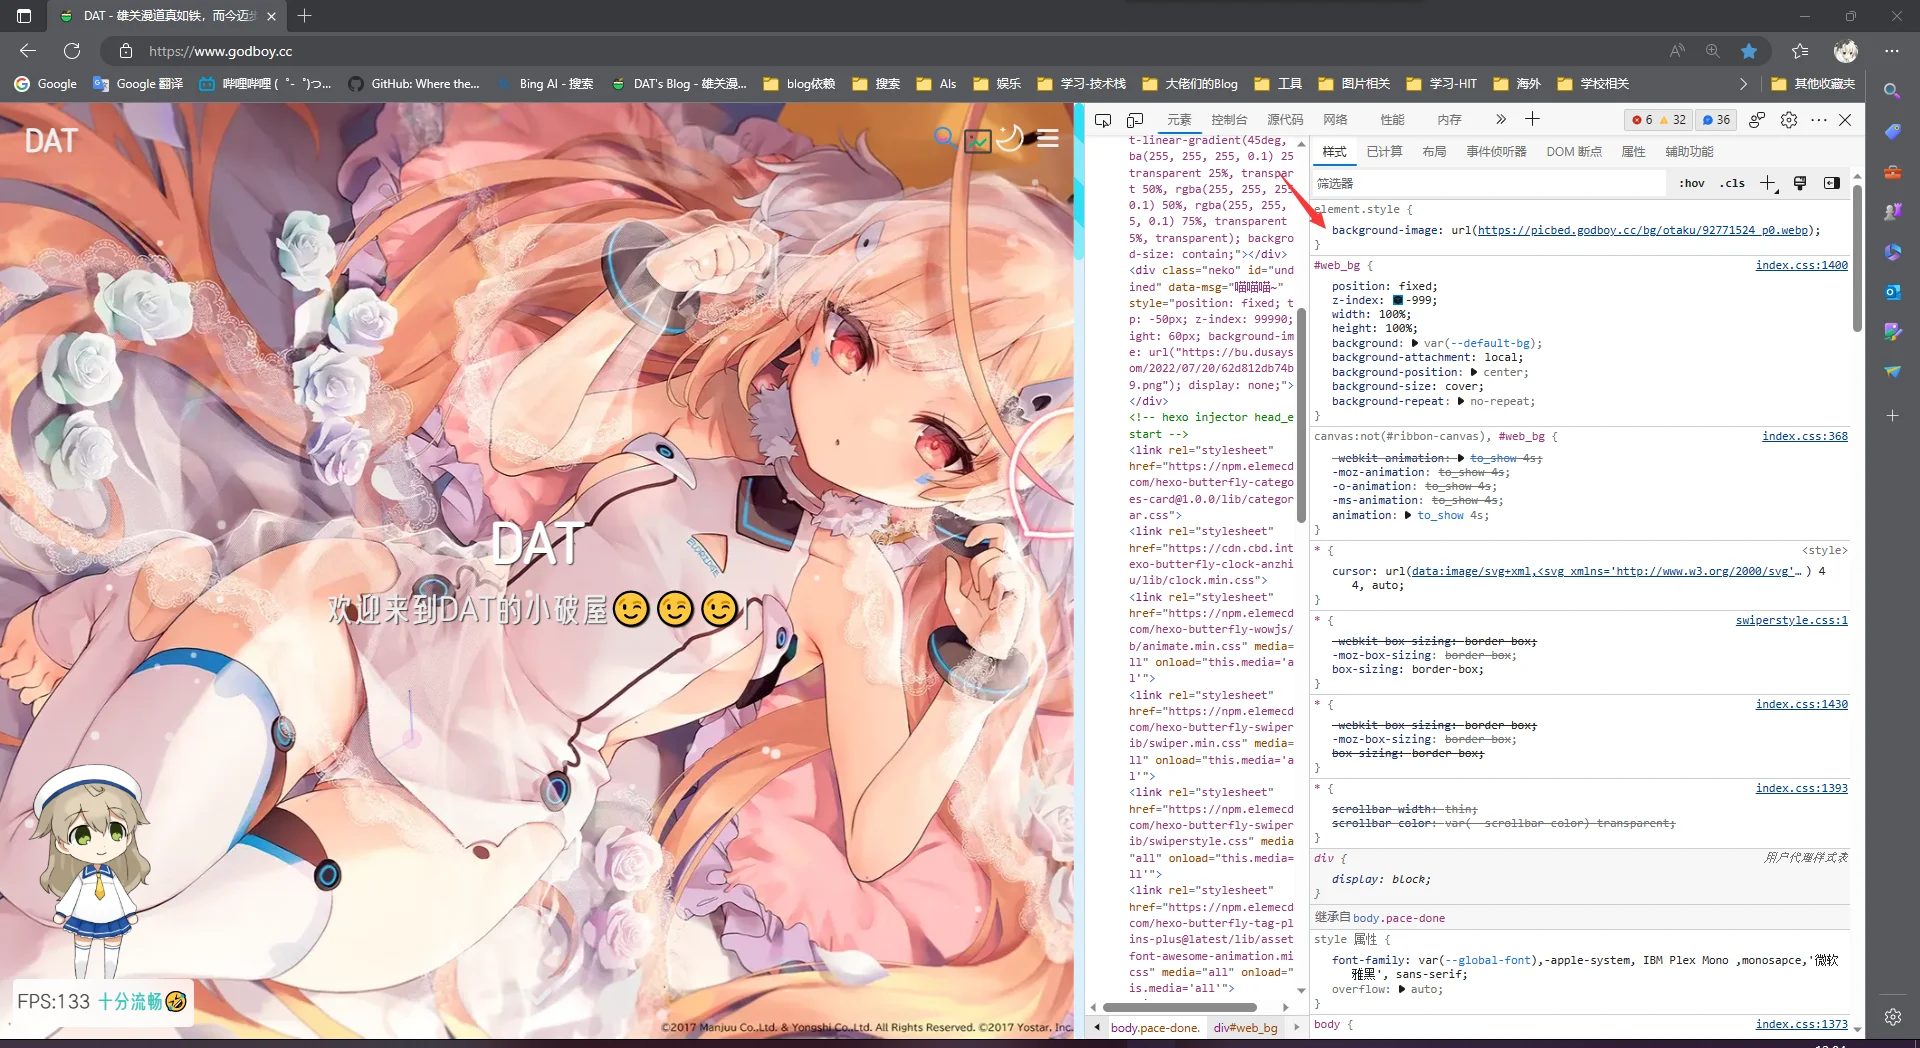 DAT - 雄关漫道真如铁，而今迈步
https://www.godboy.cc
Google
Google 翻译
哔哩哔哩 ( ゜- ゜)つ...
GitHub: Where the...
Bing AI - 搜索
DAT's Blog - 雄关漫...
blog依赖
搜索
AIs
娱乐
学习-技术栈
大佬们的Blog
工具
图片相关
学习-HIT
海外
学校相关
其他收藏夹
DAT
DAT
欢迎来到DAT的小破屋😉😉😉|
ELDRIDGE
FPS:133 十分流畅🤣
©2017 Manjuu Co.,Ltd. & Yongshi Co.,Ltd. All Rights Reserved. ©2017 Yostar, Inc.
元素
控制台
源代码
网络
性能
内存
6
32
36
t-linear-gradient(45deg,
ba(255, 255, 255, 0.1) 25
transparent 25%, transpar
t 50%, rgba(255, 255, 255
0.1) 50%, rgba(255, 255,
5, 0.1) 75%, transparent
5%, transparent); backgro
d-size: contain;"></div>
<div class="neko" id="und
ined" data-msg="喵喵喵~"
style="position: fixed; t
p: -50px; z-index: 99990;
ight: 60px; background-im
e: url("https://bu.dusays
om/2022/07/20/62d812db74b
9.png"); display: none;">
</div>
<!-- hexo injector head_e
start -->
<link rel="stylesheet"
href="https://npm.elemecd
com/hexo-butterfly-catego
es-card@1.0.0/lib/categor
ar.css">
<link rel="stylesheet"
href="https://cdn.cbd.int
exo-butterfly-clock-anzhi
u/lib/clock.min.css">
<link rel="stylesheet"
href="https://npm.elemecd
com/hexo-butterfly-wowjs/
b/animate.min.css" media=
ll" onload="this.media='a
l'">
<link rel="stylesheet"
href="https://npm.elemecd
com/hexo-butterfly-swiper
ib/swiper.min.css" media=
ll" onload="this.media='a
l'">
<link rel="stylesheet"
href="https://npm.elemecd
com/hexo-butterfly-swiper
ib/swiperstyle.css" media
"all" onload="this.media=
ll'">
<link rel="stylesheet"
href="https://npm.elemecd
com/hexo-butterfly-tag-pl
ins-plus@latest/lib/asset
font-awesome-animation.mi
css" media="all" onload="
is.media='all'">
body.pace-done.
div#web_bg
样式
已计算
布局
事件侦听器
DOM 断点
属性
辅助功能
筛选器
:hov
.cls
element.style {
background-image: url(https://picbed.godboy.cc/bg/otaku/92771524_p0.webp);
}
#web_bg {
index.css:1400
position: fixed;
z-index: -999;
width: 100%;
height: 100%;
background: ▶ var(--default-bg);
background-attachment: local;
background-position: ▶ center;
background-size: cover;
background-repeat: ▶ no-repeat;
}
canvas:not(#ribbon-canvas), #web_bg {
index.css:368
-webkit-animation: ▶ to_show 4s;
-moz-animation: to_show 4s;
-o-animation: to_show 4s;
-ms-animation: to_show 4s;
animation: ▶ to_show 4s;
}
* {
<style>
cursor: url(data:image/svg+xml,<svg xmlns='http://www.w3.org/2000/svg'… ) 4
4, auto;
}
* {
swiperstyle.css:1
-webkit-box-sizing: border-box;
-moz-box-sizing: border-box;
box-sizing: border-box;
}
* {
index.css:1430
-webkit-box-sizing: border-box;
-moz-box-sizing: border-box;
box-sizing: border-box;
}
* {
index.css:1393
scrollbar-width: thin;
scrollbar-color: var(--scrollbar-color) transparent;
}
div {
用户代理样式表
display: block;
}
继承自 body.pace-done
style 属性 {
font-family: var(--global-font),-apple-system, IBM Plex Mono ,monosapce,'微软
雅黑', sans-serif;
overflow: ▶ auto;
}
body {
index.css:1373